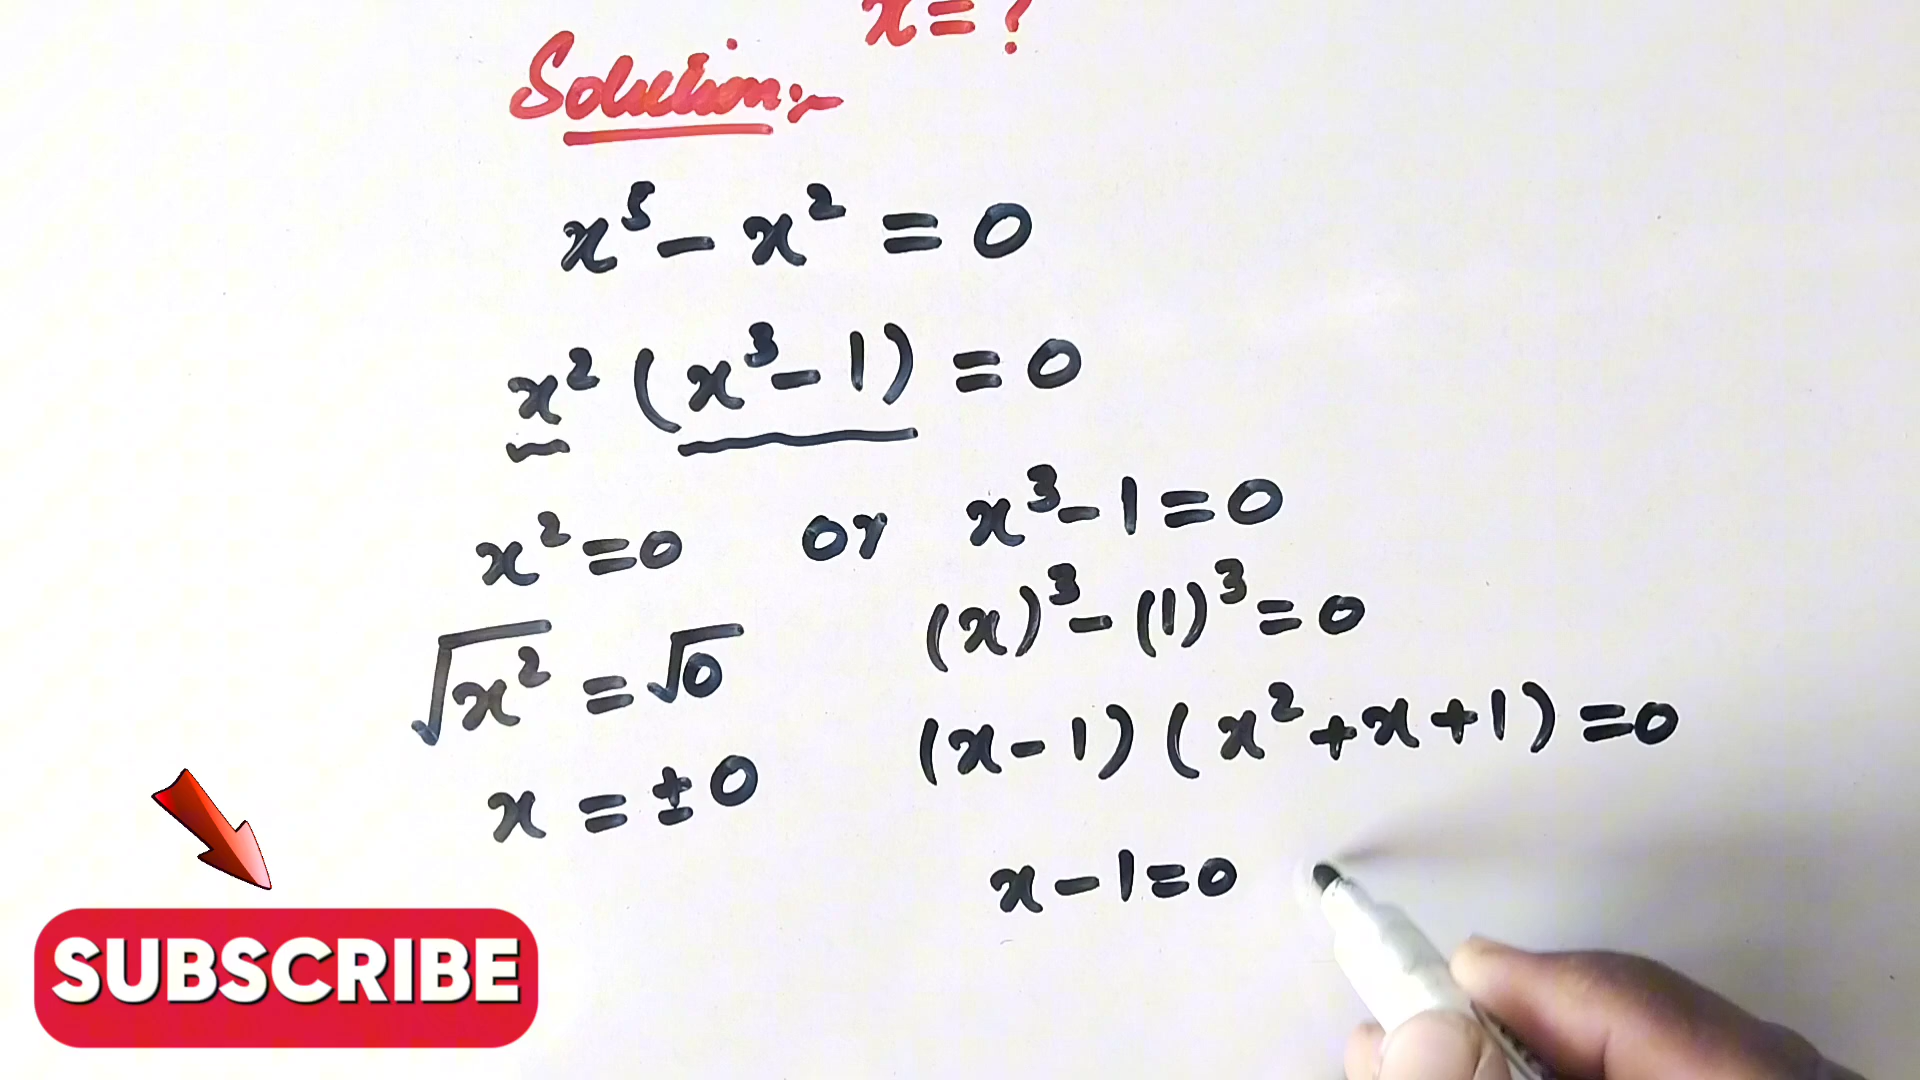 x = ?
Solution:-
x⁵ - x² = 0
x² (x³ - 1) = 0
x² = 0 or x³ - 1 = 0
(x)³ - (1)³ = 0
√x² = √0
(x - 1) (x² + x + 1) = 0
x = ± 0
x - 1 = 0
SUBSCRIBE